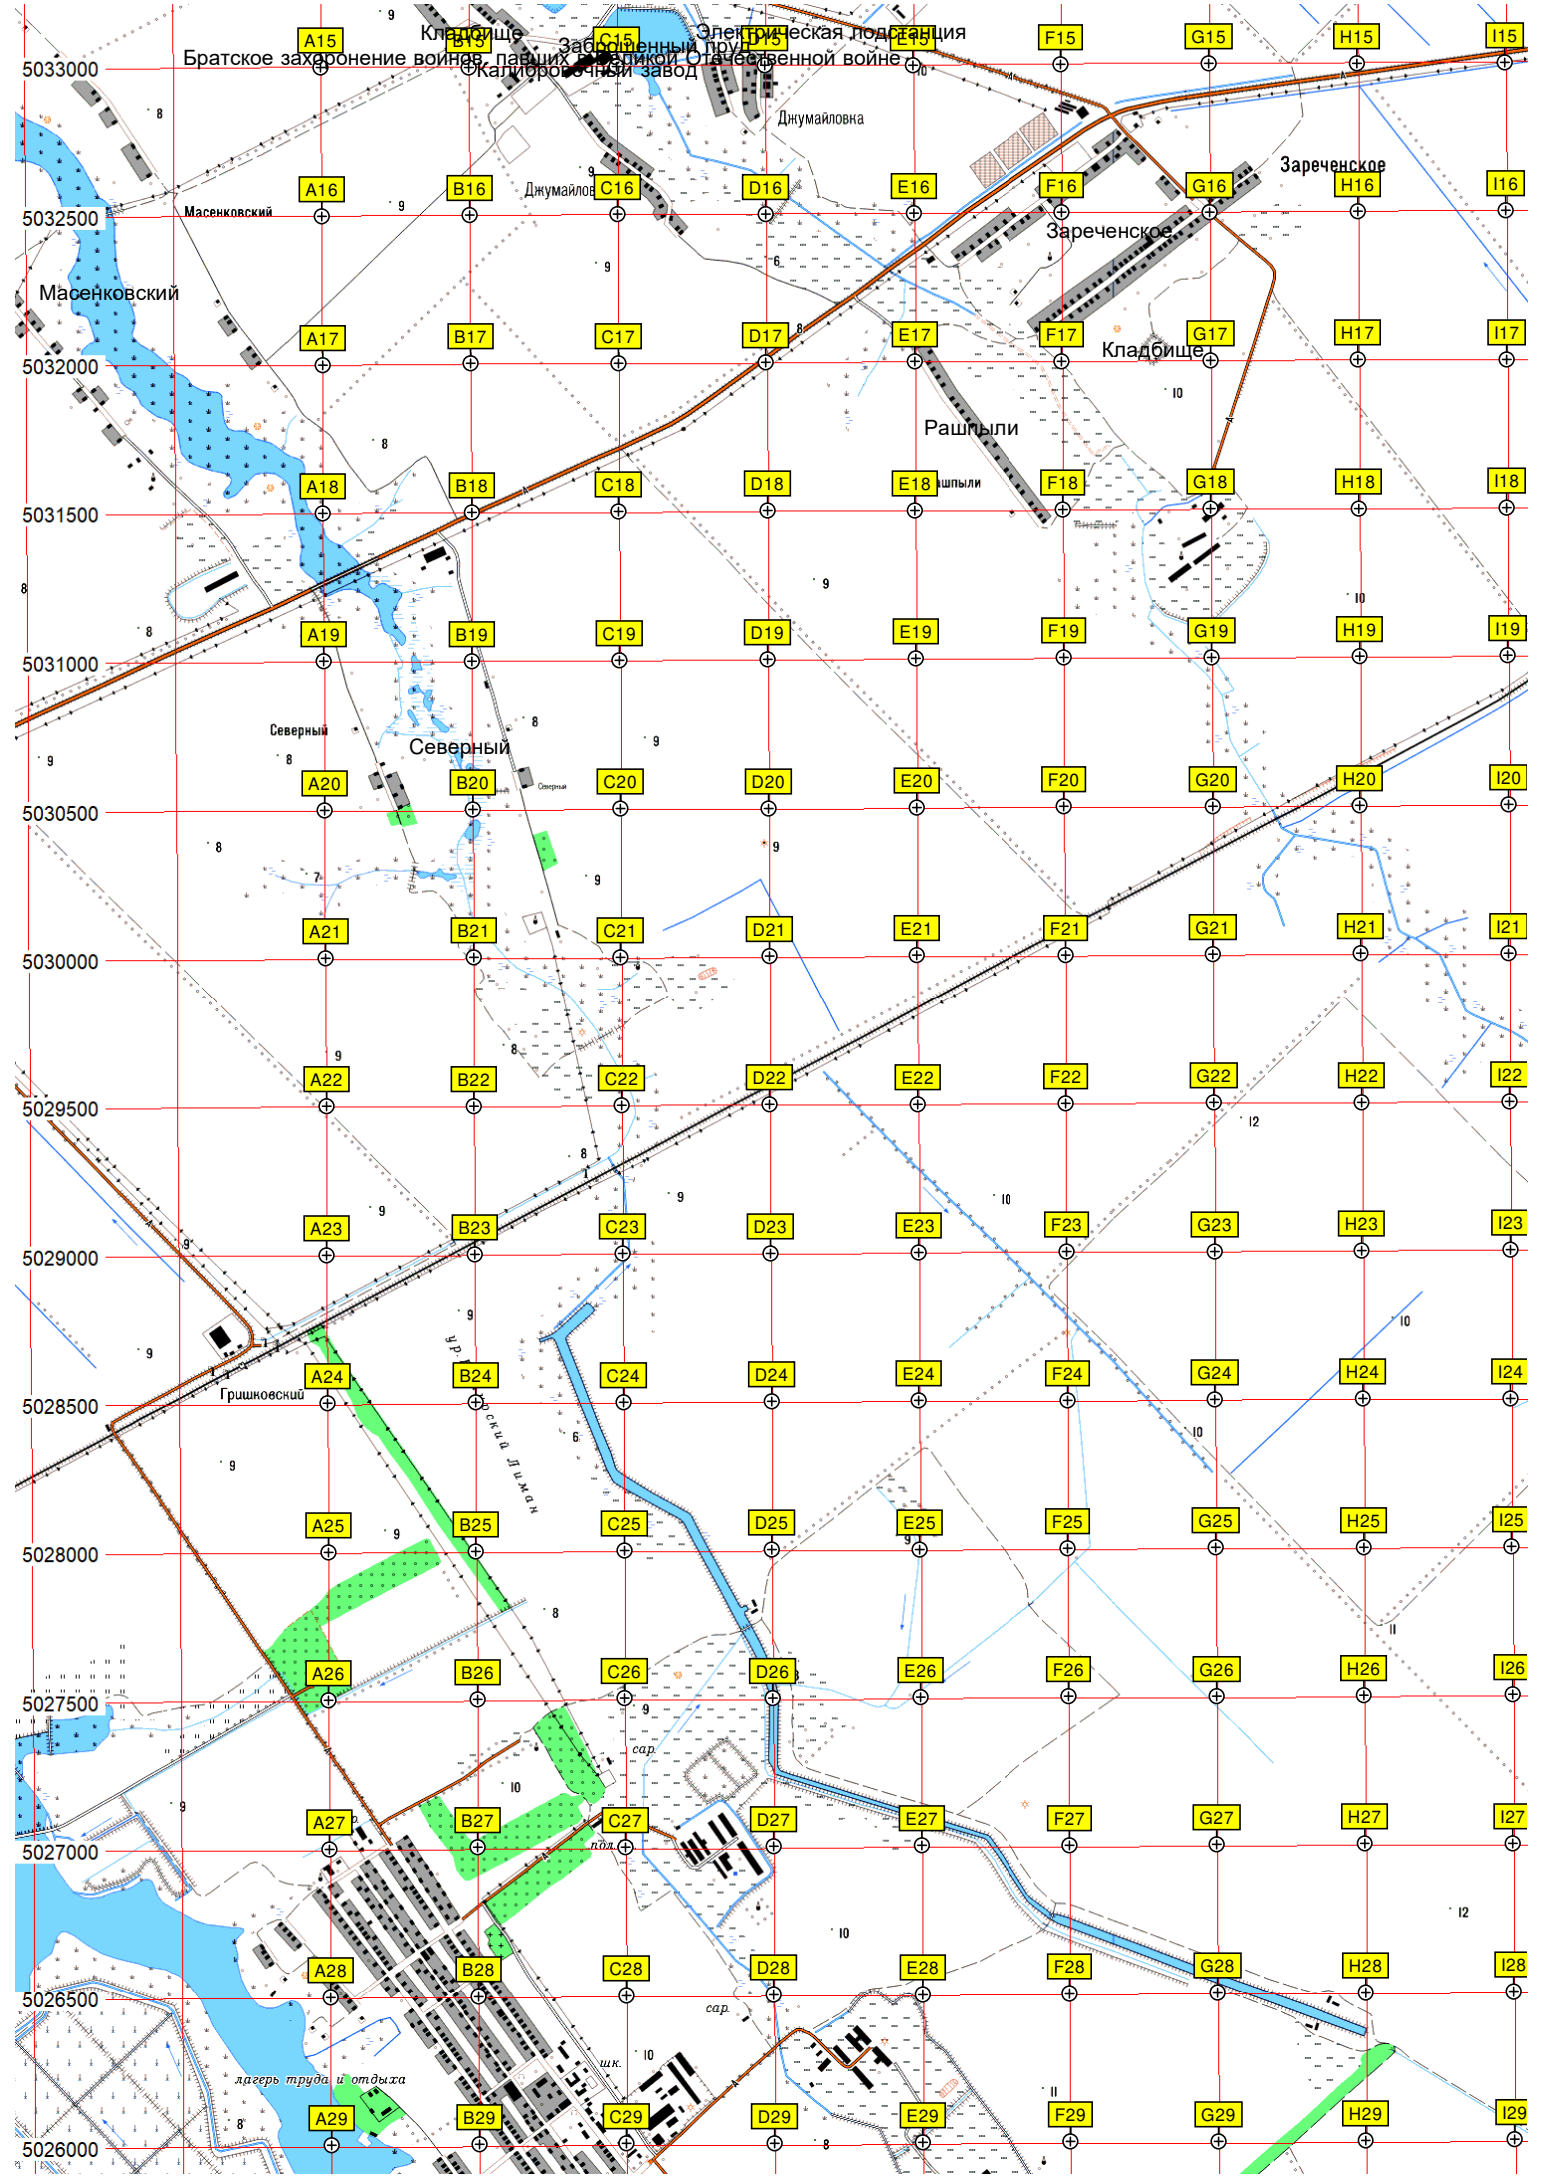 Кладбище
Электрическая подстанция
Заброшенный пруд
Братское захоронение воинов, павших в Великой Отечественной войне
Калибровочный завод
A15 B15 C15 D15 E15 F15 G15 H15 I15
5033000
Джумайловка
Зареченское
A16 B16 C16 D16 E16 F16 G16 H16 I16
Масенковский
5032500
Зареченское
Масенковский
A17 B17 C17 D17 E17 F17 G17 H17 I17
Кладбище
5032000
Рашпыли
A18 B18 C18 D18 E18 F18 G18 H18 I18
5031500
A19 B19 C19 D19 E19 F19 G19 H19 I19
5031000
Северный
Северный
A20 B20 C20 D20 E20 F20 G20 H20 I20
Северный
5030500
A21 B21 C21 D21 E21 F21 G21 H21 I21
5030000
A22 B22 C22 D22 E22 F22 G22 H22 I22
5029500
A23 B23 C23 D23 E23 F23 G23 H23 I23
5029000
A24 B24 C24 D24 E24 F24 G24 H24 I24
Гришковский
5028500
Лиман
A25 B25 C25 D25 E25 F25 G25 H25 I25
5028000
A26 B26 C26 D26 E26 F26 G26 H26 I26
5027500
сар.
A27 B27 C27 D27 E27 F27 G27 H27 I27
пол.
5027000
A28 B28 C28 D28 E28 F28 G28 H28 I28
5026500
сар.
шк.
лагерь труда и отдыха
A29 B29 C29 D29 E29 F29 G29 H29 I29
5026000